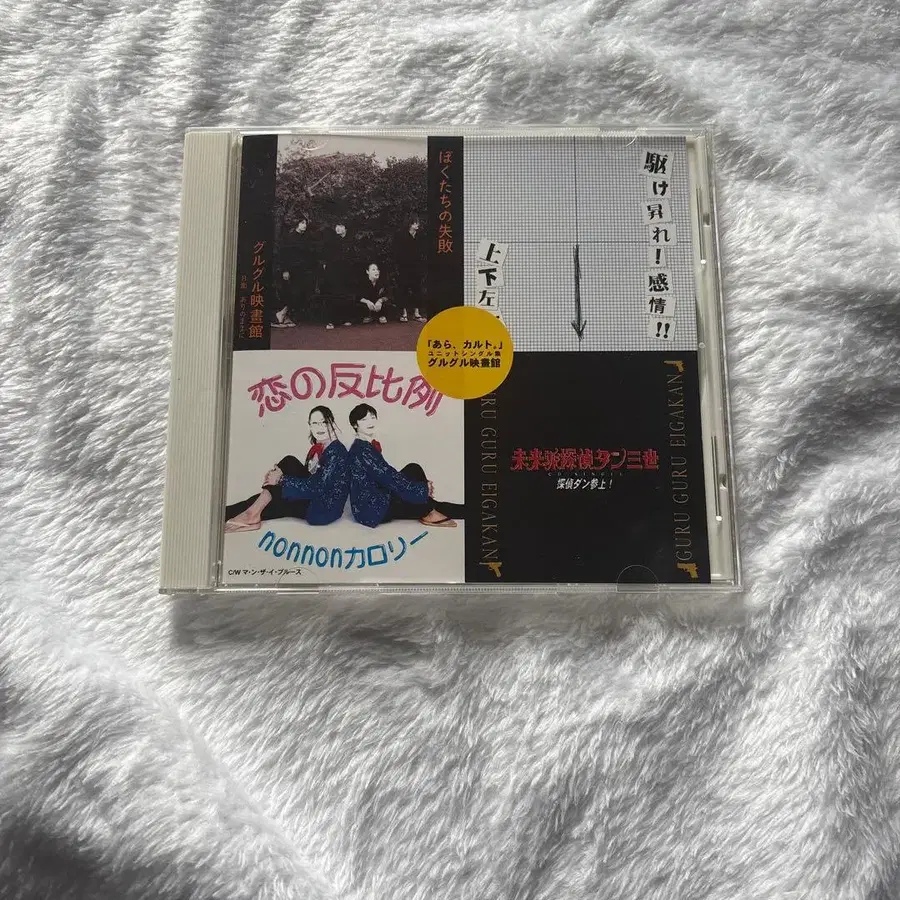 ぼくたちの失敗
グルグル映畫館
駆け昇れ!感情!!
上下左
「あら、カルト。」
ユニットシングル集
グルグル映畫館
恋の反比例
nonnonカロリー
C/W マ・ン・ザ・イ・ブルース
RU GURU EIGAKAN
未来派探偵ダン三世
探偵ダン参上!
GURU GURU EIGAKAN